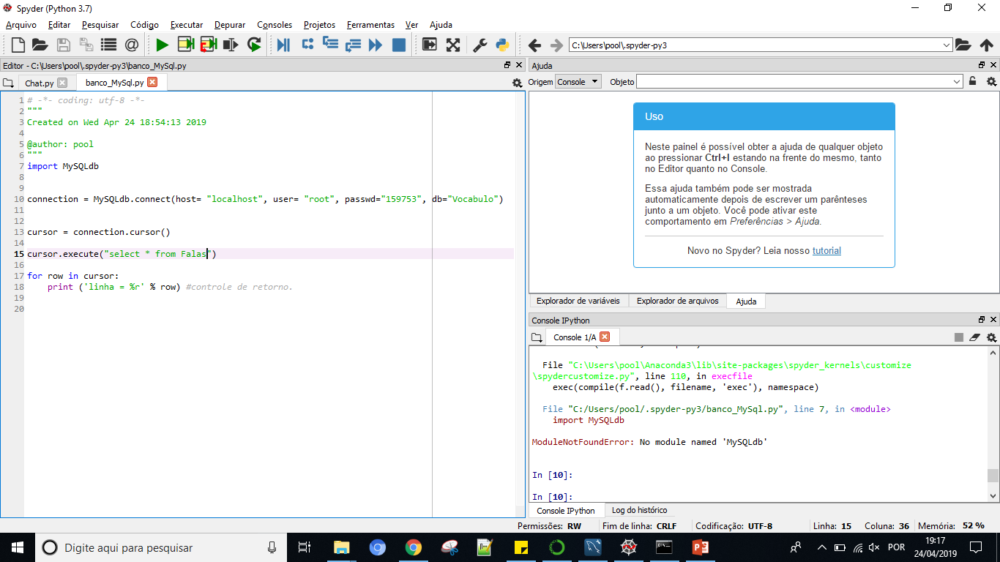 Spyder (Python 3.7)
Arquivo Editar Pesquisar Código Executar Depurar Consoles Projetos Ferramentas Ver Ajuda
C:\Users\pool\.spyder-py3
Editor - C:\Users\pool\.spyder-py3\banco_MySql.py
Chat.py banco_MySql.py
1 # -*- coding: utf-8 -*-
2 """
3 Created on Wed Apr 24 18:54:13 2019
4
5 @author: pool
6 """
7 import MySQLdb
8
9
10 connection = MySQLdb.connect(host= "localhost", user= "root", passwd="159753", db="Vocabulo")
11
12
13 cursor = connection.cursor()
14
15 cursor.execute("select * from Falas")
16
17 for row in cursor:
18     print ('linha = %r' % row) #controle de retorno.
19
20
Ajuda
Origem Console Objeto
Uso
Neste painel é possível obter a ajuda de qualquer objeto
ao pressionar Ctrl+I estando na frente do mesmo, tanto
no Editor quanto no Console.
Essa ajuda também pode ser mostrada
automaticamente depois de escrever um parênteses
junto a um objeto. Você pode ativar este
comportamento em Preferências > Ajuda.
Novo no Spyder? Leia nosso tutorial
Explorador de variáveis Explorador de arquivos Ajuda
Console IPython
Console 1/A
File "C:\Users\pool\Anaconda3\lib\site-packages\spyder_kernels\customize
\spydercustomize.py", line 110, in execfile
exec(compile(f.read(), filename, 'exec'), namespace)
File "C:/Users/pool/.spyder-py3/banco_MySql.py", line 7, in <module>
import MySQLdb
ModuleNotFoundError: No module named 'MySQLdb'
In [10]:
In [10]:
Console IPython Log do histórico
Permissões: RW Fim de linha: CRLF Codificação: UTF-8 Linha: 15 Coluna: 36 Memória: 52 %
Digite aqui para pesquisar
POR
19:17
24/04/2019